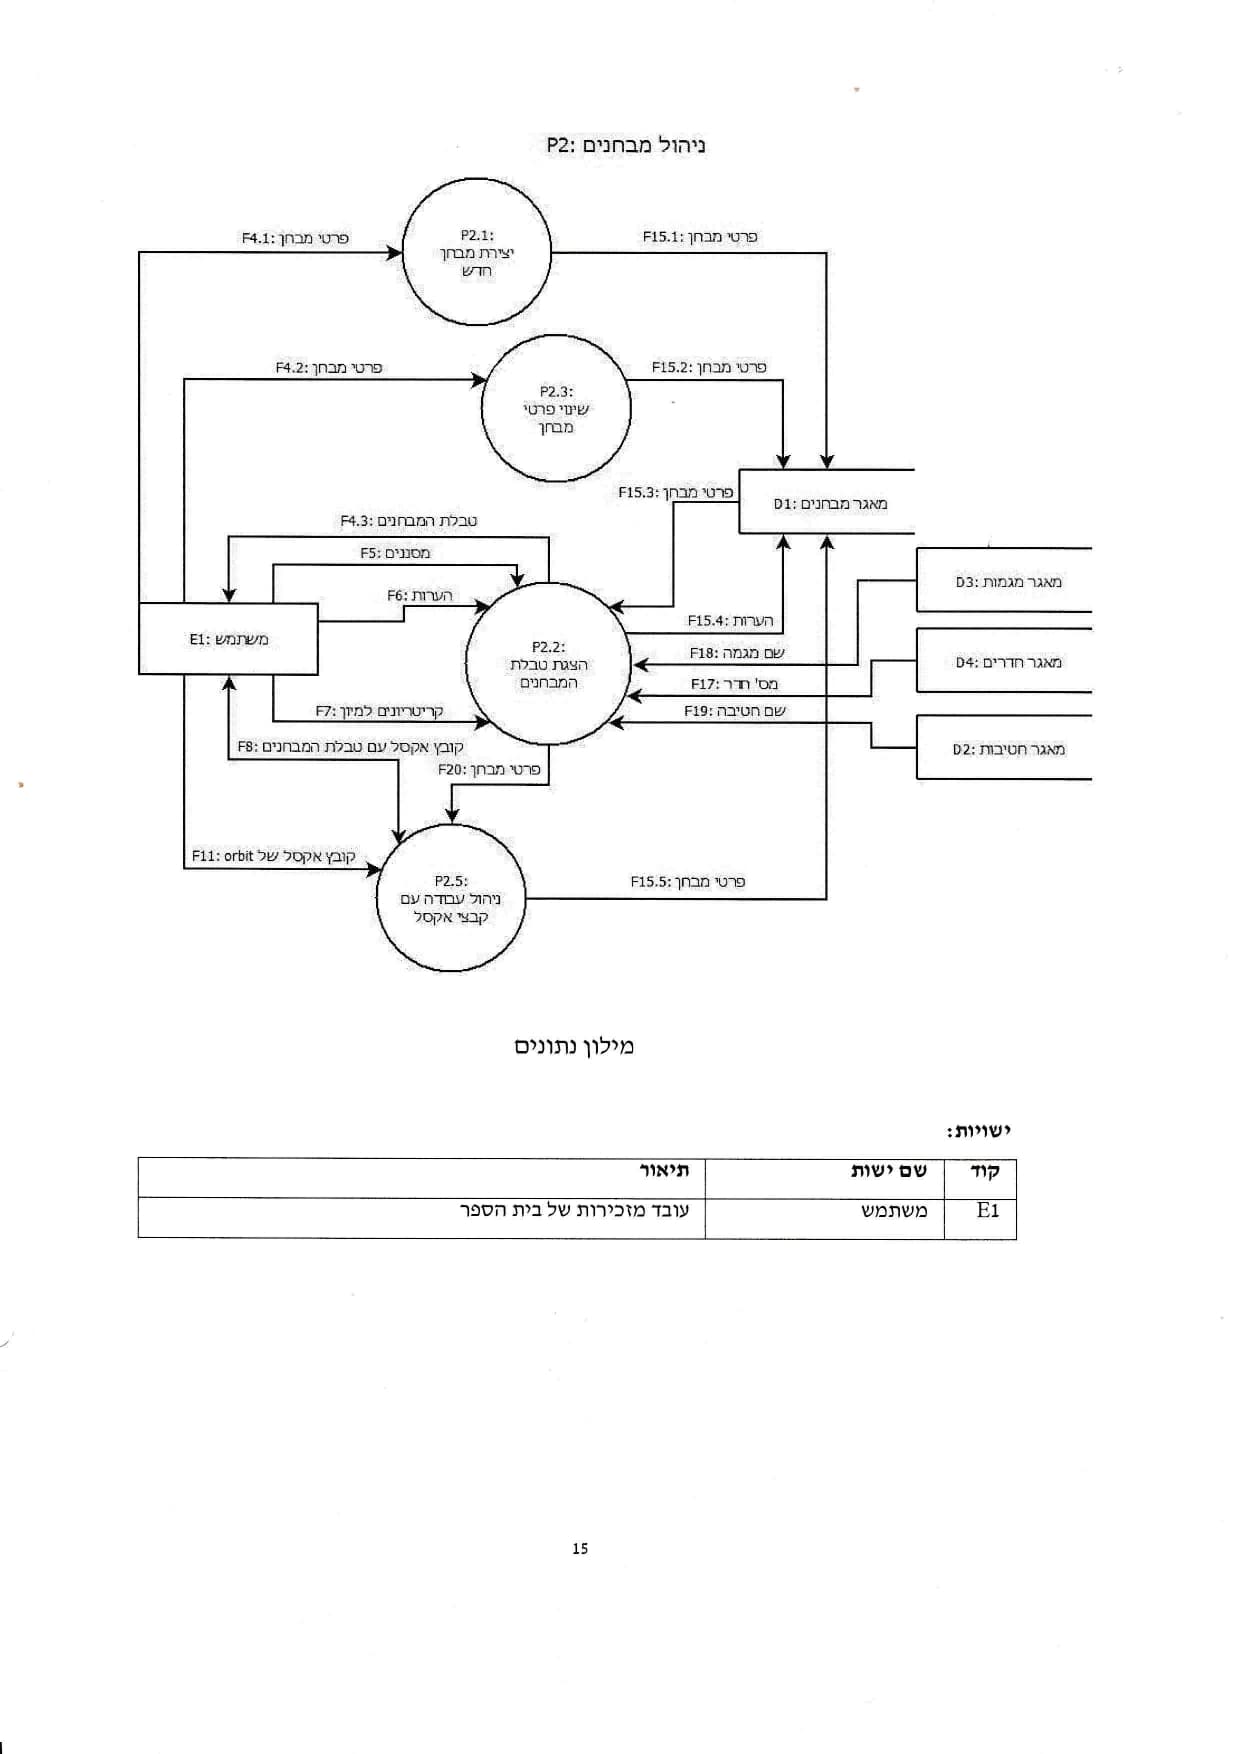 P2: ניהול מבחנים
P2.1:
יצירת מבחן
חדש
F4.1: פרטי מבחן
F15.1: פרטי מבחן
P2.3:
שינוי פרטי
מבחן
F4.2: פרטי מבחן
F15.2: פרטי מבחן
F15.3: פרטי מבחן
D1: מאגר מבחנים
F4.3: טבלת המבחנים
F5: מסננים
F6: הערות
E1: משתמש
P2.2:
הצגת טבלת
המבחנים
F15.4: הערות
F18: שם מגמה
F17: מס' חדר
F19: שם חטיבה
D3: מאגר מגמות
D4: מאגר חדרים
D2: מאגר חטיבות
F7: קריטריונים למיון
F8: קובץ אקסל עם טבלת המבחנים
F20: פרטי מבחן
F11: orbit קובץ אקסל של
P2.5:
ניהול עבודה עם
קבצי אקסל
F15.5: פרטי מבחן
מילון נתונים
ישויות:
קוד שם ישות תיאור
E1 משתמש עובד מזכירות של בית הספר
15